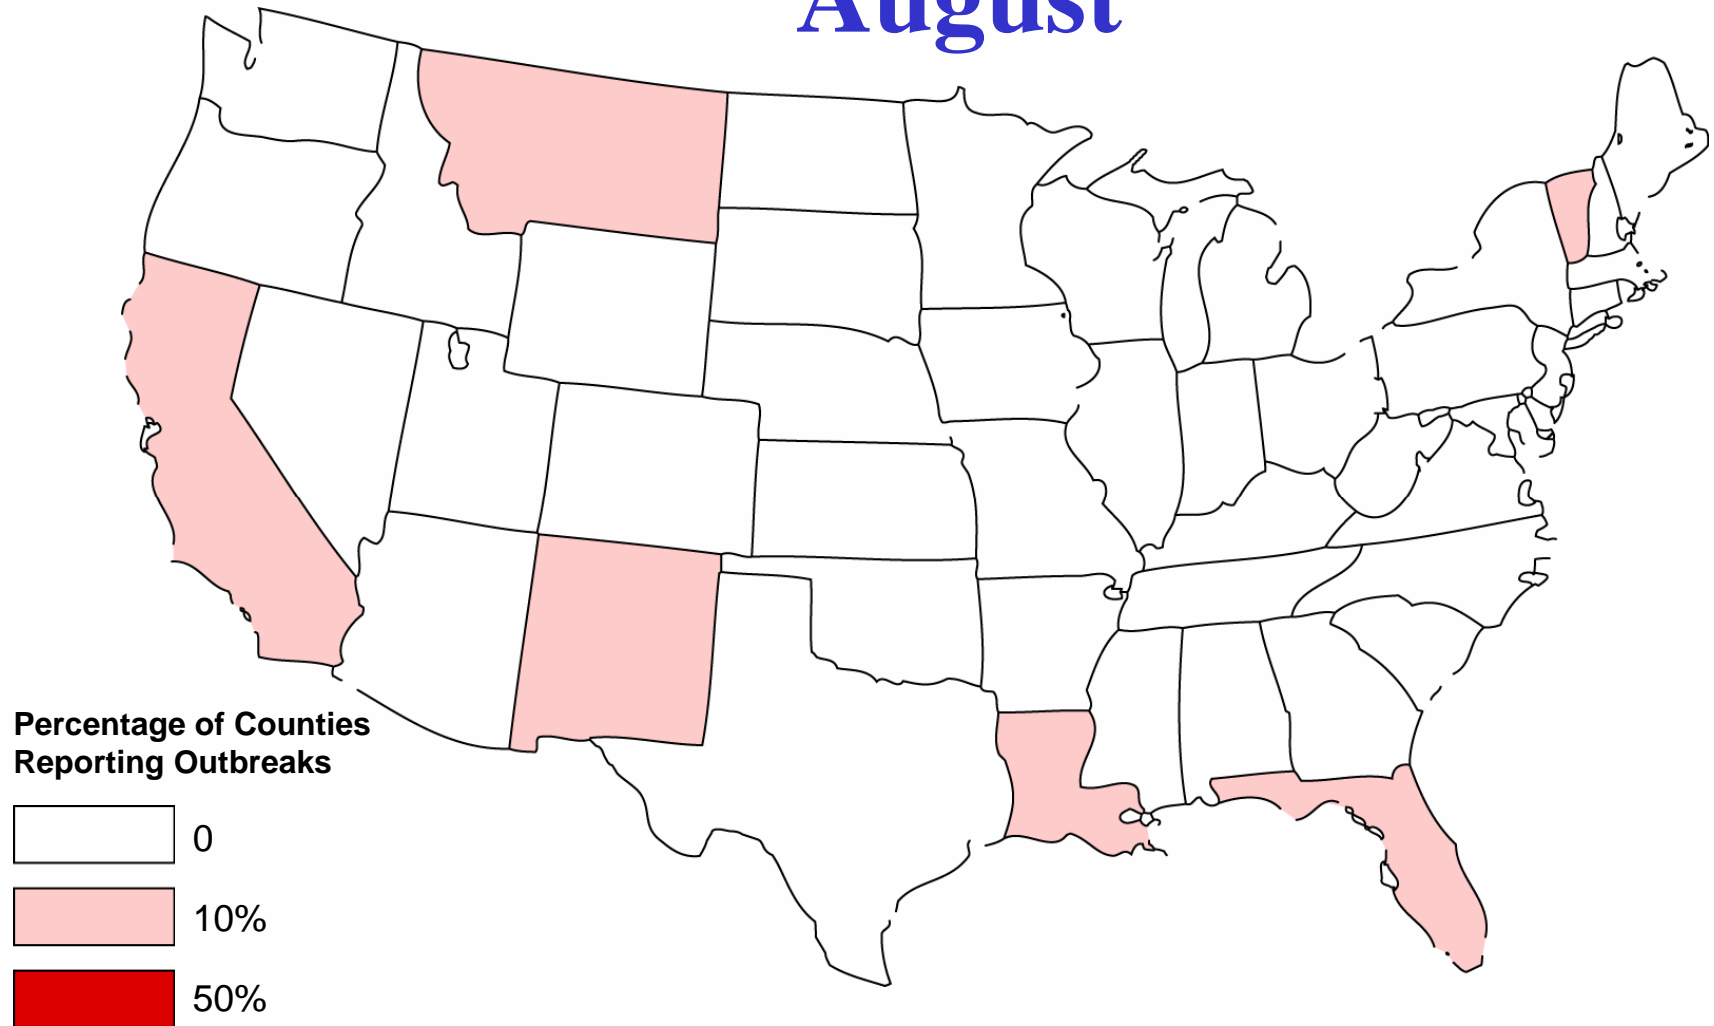 August
Percentage of Counties
Reporting Outbreaks
0
10%
50%